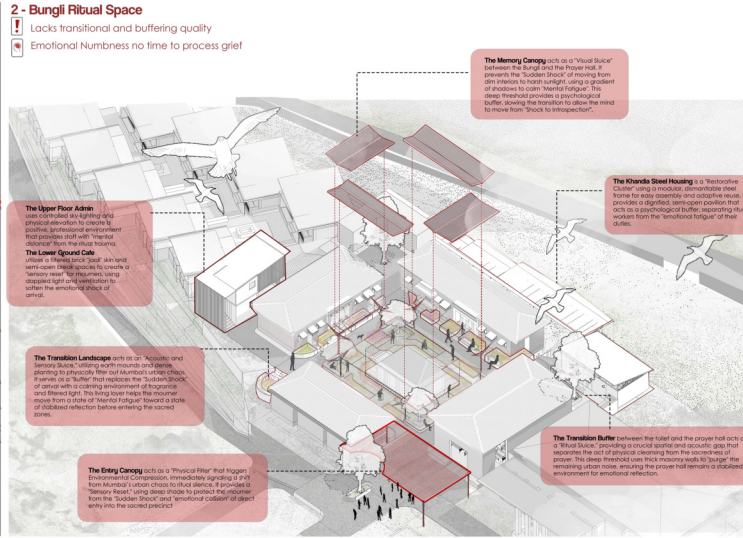 2 - Bungli Ritual Space
Lacks transitional and buffering quality
Emotional Numbness no time to process grief
The Memory Canopy acts as a "Visual Sluice"
between the Bungli and the Prayer Hall. It
prevents the "Sudden Shock" of moving from
dim interiors to harsh sunlight, using a gradient
of shadows to calm "Mental Fatigue". This
deep threshold provides a psychological
buffer, slowing the transition to allow the mind
to move from "Shock to Introspection".
The Khandia Steel Housing is a "Restorative
Cluster" using a modular, dismantlable steel
frame for easy assembly and adaptive reuse.
provides a dignified, semi-open pavilion that
acts as a psychological buffer, separating
workers from the "emotional fatigue" of their
duties.
The Upper Floor Admin
uses controlled sky-lighting and
physical elevation to create a
positive, professional environment
that provides staff with "mental
distance" from the ritual trauma.
The Lower Ground Cafe
utilizes a filtering brick "jaali" skin and
semi-open break spaces to create a
"sensory reset" for mourners, using
dappled light and ventilation to
soften the emotional shock of
arrival.
The Transition Landscape acts as an "Acoustic and
Sensory Sluice," utilizing earth mounds and dense
planting to physically filter out Mumbai's urban chaos.
It serves as a "Buffer" that replaces the "Sudden Shock"
of arrival with a calming environment of fragrance
and filtered light. This living layer helps the mourner
move from a state of "Mental Fatigue" toward a state
of stabilized reflection before entering the sacred
zones.
The Transition Buffer between the toilet and the prayer hall acts
a "Ritual Sluice," providing a crucial spatial and acoustic gap that
separates the act of physical cleansing from the sacredness of
prayer. This deep threshold uses thick masonry walls to "purge" the
remaining urban noise, ensuring the prayer hall remains a stabilized
environment for emotional reflection.
The Entry Canopy acts as a "Physical Filter" that triggers
Environmental Compression, immediately signaling a shift
from Mumbai's urban chaos to ritual silence. It provides a
"Sensory Reset," using deep shade to protect the mourner
from the "Sudden Shock" and "emotional collision" of direct
entry into the sacred precinct